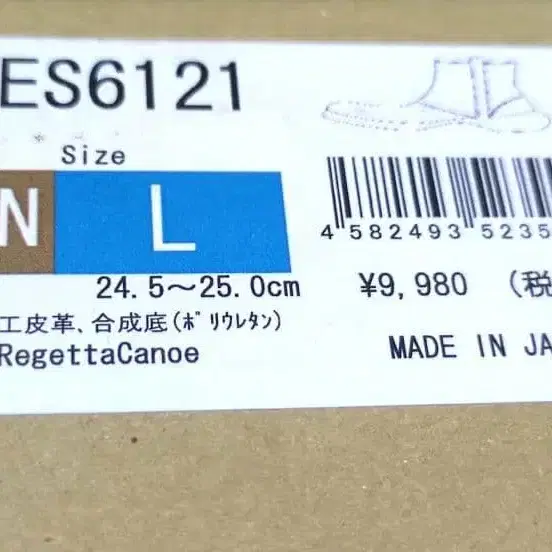 ES6121
Size
N L
24.5～25.0cm
4 582493 5235
¥9,980 (税
工皮革、合成底(ﾎﾟﾘｳﾚﾀﾝ)
RegettaCanoe
MADE IN JA